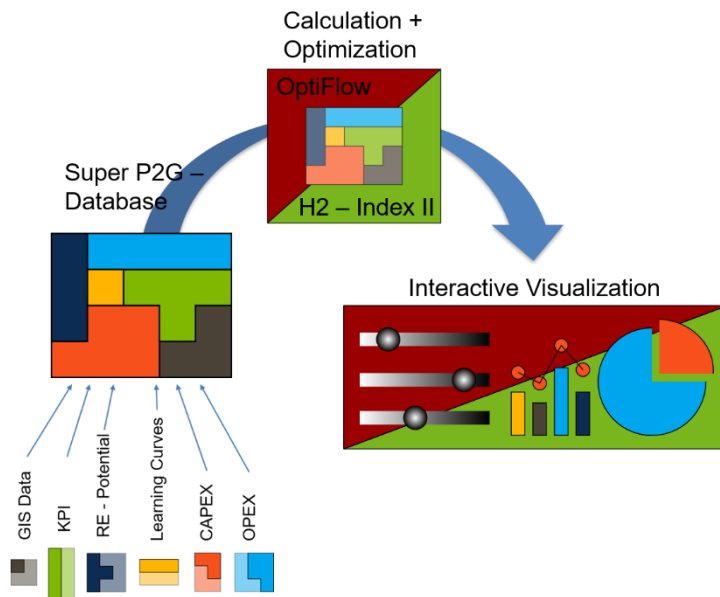 Calculation +
Optimization
OptiFlow
H2 – Index II
Super P2G –
Database
Interactive Visualization
GIS Data
KPI
RE - Potential
Learning Curves
CAPEX
OPEX